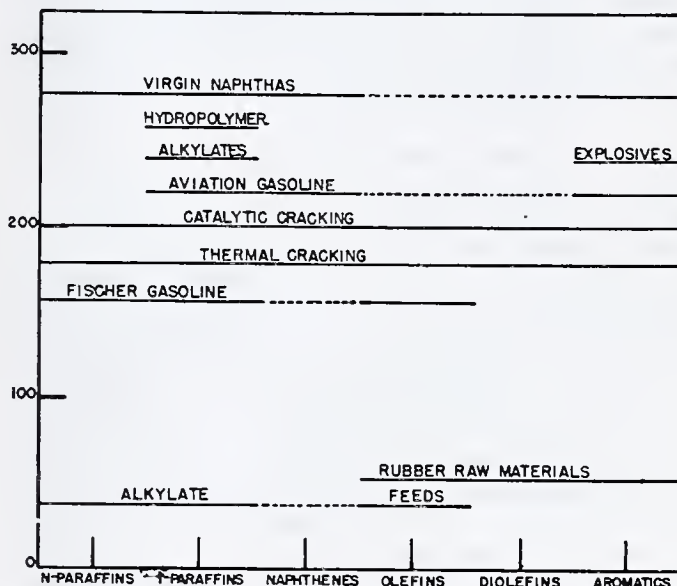 300
VIRGIN NAPHTHAS
HYDROPOLYMER
ALKYLATES
EXPLOSIVES
AVIATION GASOLINE
200
CATALYTIC CRACKING
THERMAL CRACKING
FISCHER GASOLINE
100
RUBBER RAW MATERIALS
ALKYLATE FEEDS
0
N-PARAFFINS PARAFFINS NAPHTHENES OLEFINS DIOLEFINS AROMATICS